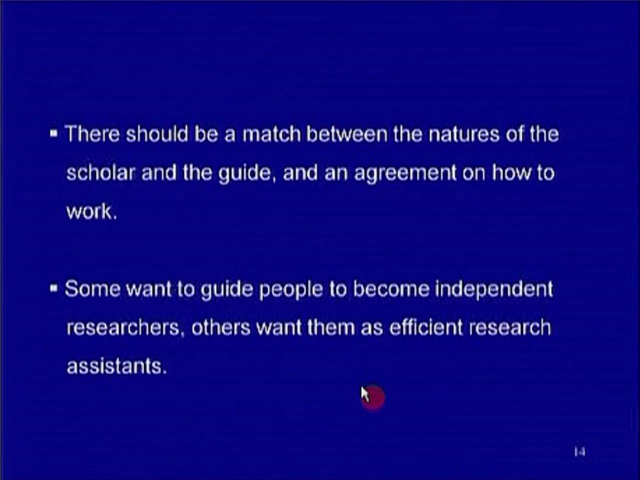 ▪ There should be a match between the natures of the
scholar and the guide, and an agreement on how to
work.
▪ Some want to guide people to become independent
researchers, others want them as efficient research
assistants.
14